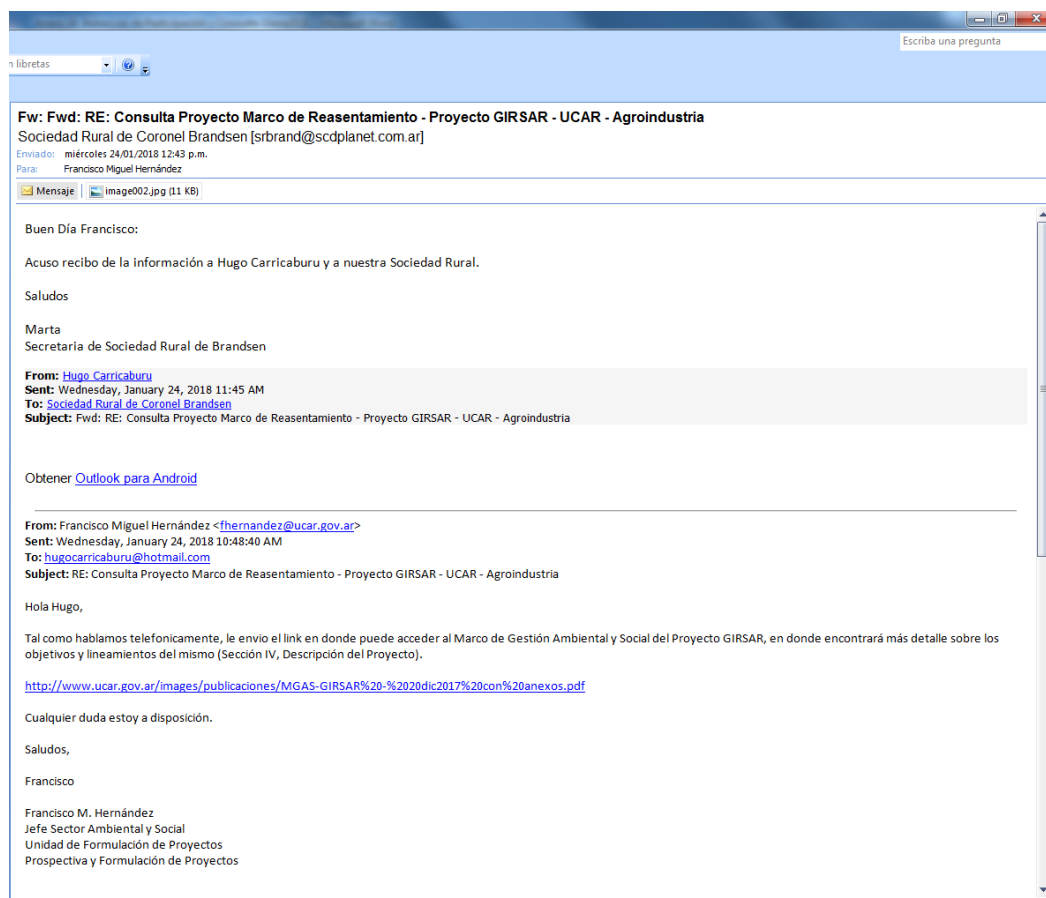 Escriba una pregunta
n libretas
Fw: Fwd: RE: Consulta Proyecto Marco de Reasentamiento - Proyecto GIRSAR - UCAR - Agroindustria
Sociedad Rural de Coronel Brandsen [srbrand@scdplanet.com.ar]
Enviado: miércoles 24/01/2018 12:43 p.m.
Para: Francisco Miguel Hernández
Mensaje image002.jpg (11 KB)
Buen Día Francisco:
Acuso recibo de la información a Hugo Carricaburu y a nuestra Sociedad Rural.
Saludos
Marta
Secretaria de Sociedad Rural de Brandsen
From: Hugo Carricaburu
Sent: Wednesday, January 24, 2018 11:45 AM
To: Sociedad Rural de Coronel Brandsen
Subject: Fwd: RE: Consulta Proyecto Marco de Reasentamiento - Proyecto GIRSAR - UCAR - Agroindustria
Obtener Outlook para Android
From: Francisco Miguel Hernández <fhernandez@ucar.gov.ar>
Sent: Wednesday, January 24, 2018 10:48:40 AM
To: hugocarricaburu@hotmail.com
Subject: RE: Consulta Proyecto Marco de Reasentamiento - Proyecto GIRSAR - UCAR - Agroindustria
Hola Hugo,
Tal como hablamos telefonicamente, le envio el link en donde puede acceder al Marco de Gestión Ambiental y Social del Proyecto GIRSAR, en donde encontrará más detalle sobre los
objetivos y lineamientos del mismo (Sección IV, Descripción del Proyecto).
http://www.ucar.gov.ar/images/publicaciones/MGAS-GIRSAR%20-%2020dic2017%20con%20anexos.pdf
Cualquier duda estoy a disposición.
Saludos,
Francisco
Francisco M. Hernández
Jefe Sector Ambiental y Social
Unidad de Formulación de Proyectos
Prospectiva y Formulación de Proyectos